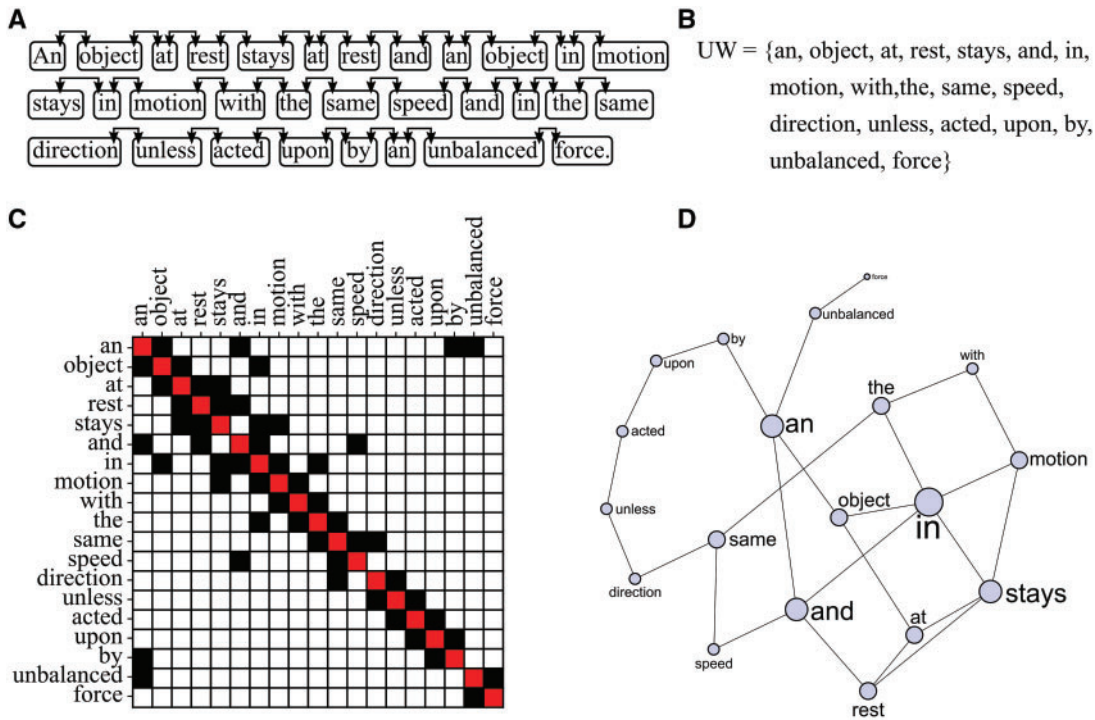 A
An object at rest stays at rest and an object in motion
stays in motion with the same speed and in the same
direction unless acted upon by an unbalanced force.
B
UW = {an, object, at, rest, stays, and, in,
motion, with,the, same, speed,
direction, unless, acted, upon, by,
unbalanced, force}
C
an object at rest stays and in motion with the same speed direction unless acted upon by unbalanced force
an
object
at
rest
stays
and
in
motion
with
the
same
speed
direction
unless
acted
upon
by
unbalanced
force
D
force
unbalanced
by
upon
with
the
an
acted
motion
object
in
unless
same
direction
stays
and
at
speed
rest